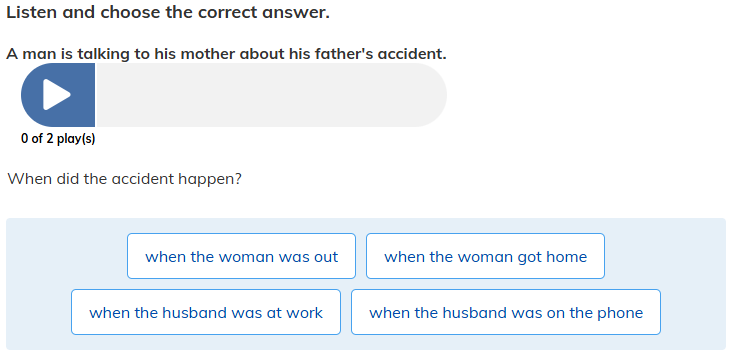 Listen and choose the correct answer.
A man is talking to his mother about his father's accident.
0 of 2 play(s)
When did the accident happen?
when the woman was out
when the woman got home
when the husband was at work
when the husband was on the phone